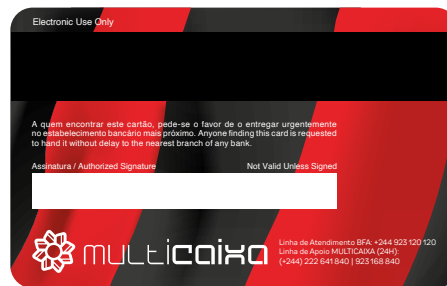 Electronic Use Only
A quem encontrar este cartão, pede-se o favor de o entregar urgentemente
no estabelecimento bancário mais próximo. Anyone finding this card is requested
to hand it without delay to the nearest branch of any bank.
Assinatura / Authorized Signature Not Valid Unless Signed
multicaixa
Linha de Atendimento BFA: +244 923 120 120
Linha de Apoio MULTICAIXA (24H):
(+244) 222 641 840 | 923 168 840